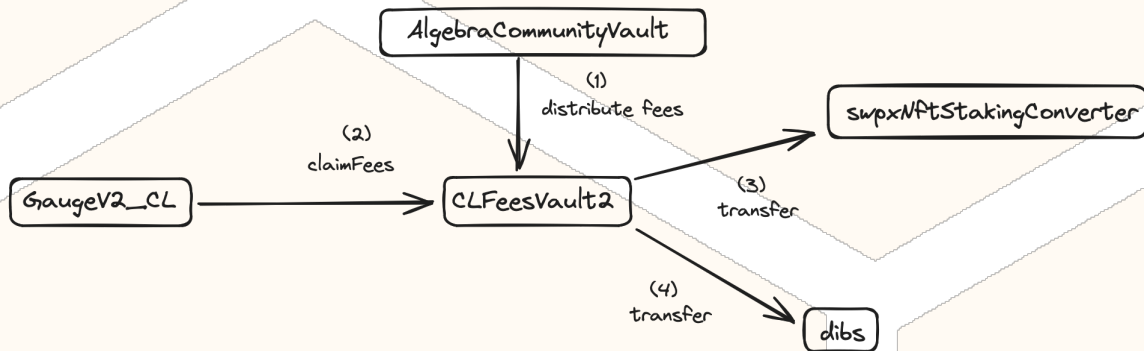 AlgebraCommunityVault
(1)
distribute fees
swpxNftStakingConverter
(2)
claimFees
GaugeV2_CL
CLFeesVault2
(3)
transfer
(4)
transfer
dibs